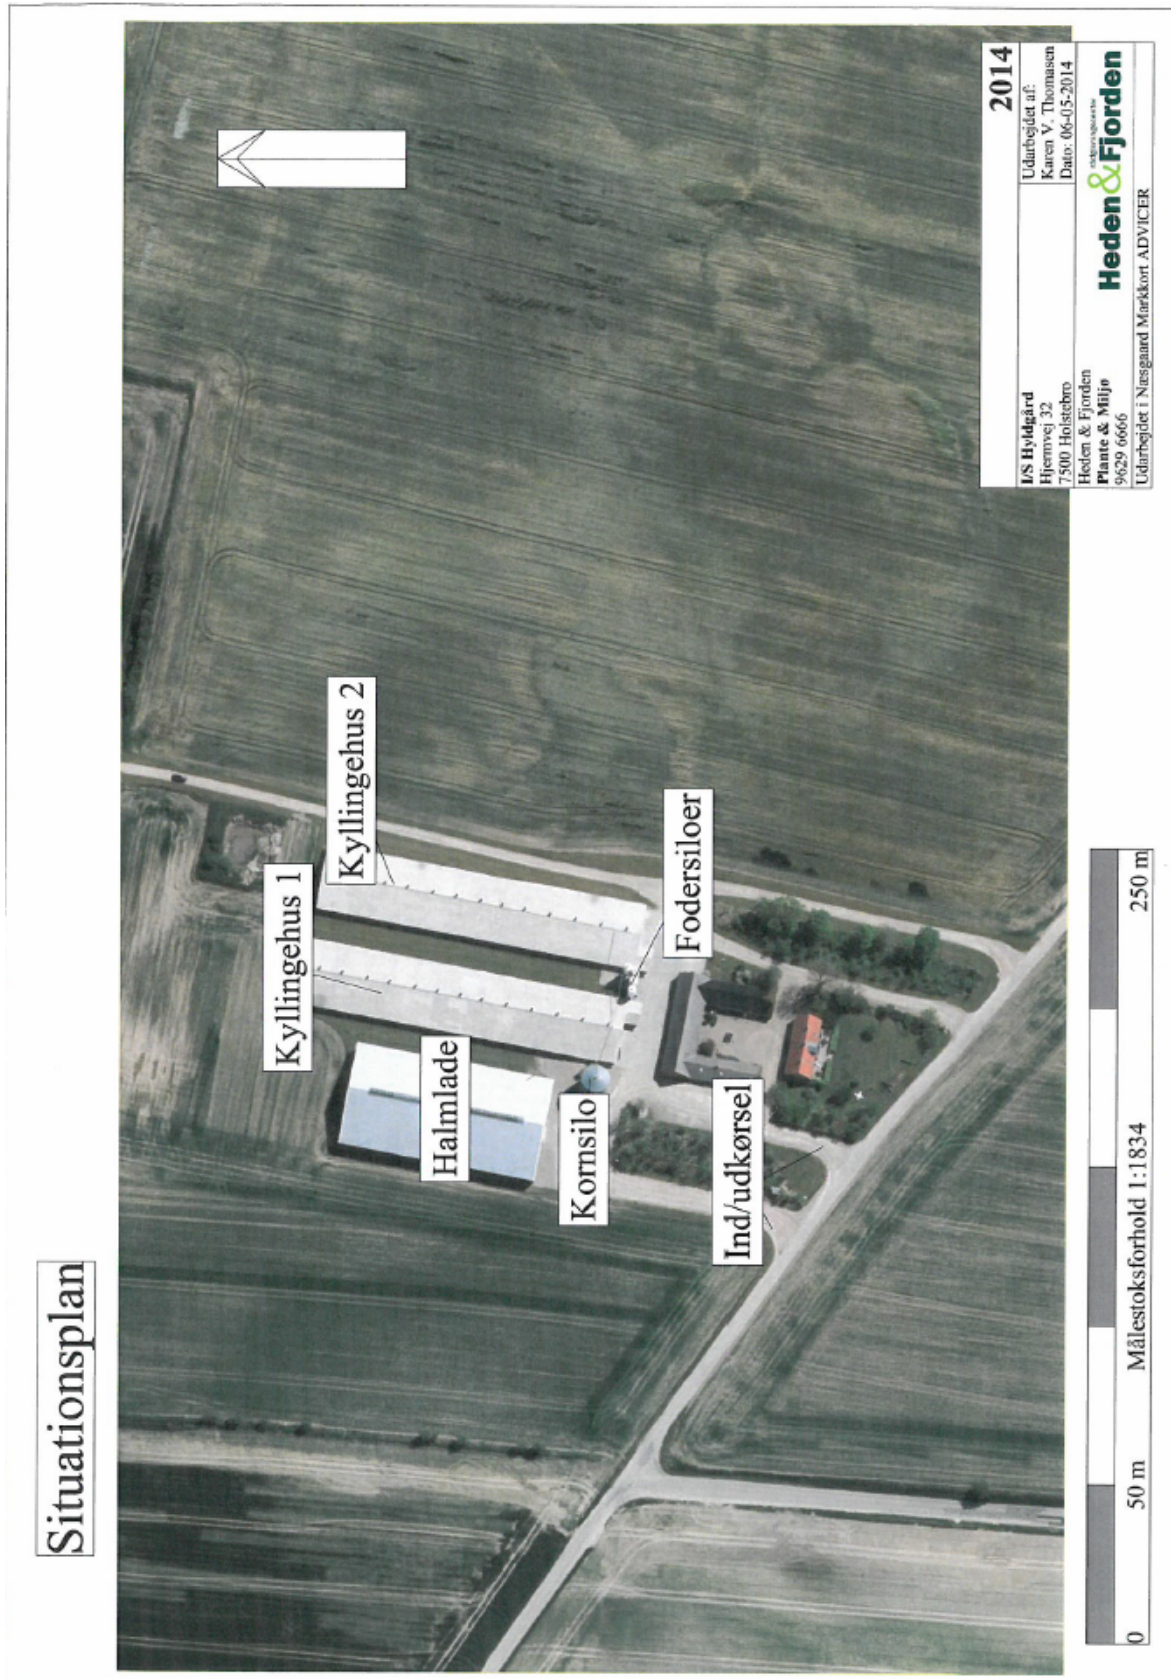 Situationsplan
Kyllingehus 1
Kyllingehus 2
Halmlade
Kornsilo
Fodersiloer
Ind/udkørsel
2014
I/S Hyldgård
Hjermvej 32
7500 Holstebro
Udarbejdet af:
Karen V. Thomasen
Dato: 06-05-2014
Heden & Fjorden
Plante & Miljø
9629 6666
Heden & Fjorden
Udarbejdet i Næsgaard Markkort ADVICER
0
50 m
Målestoksforhold 1:1834
250 m